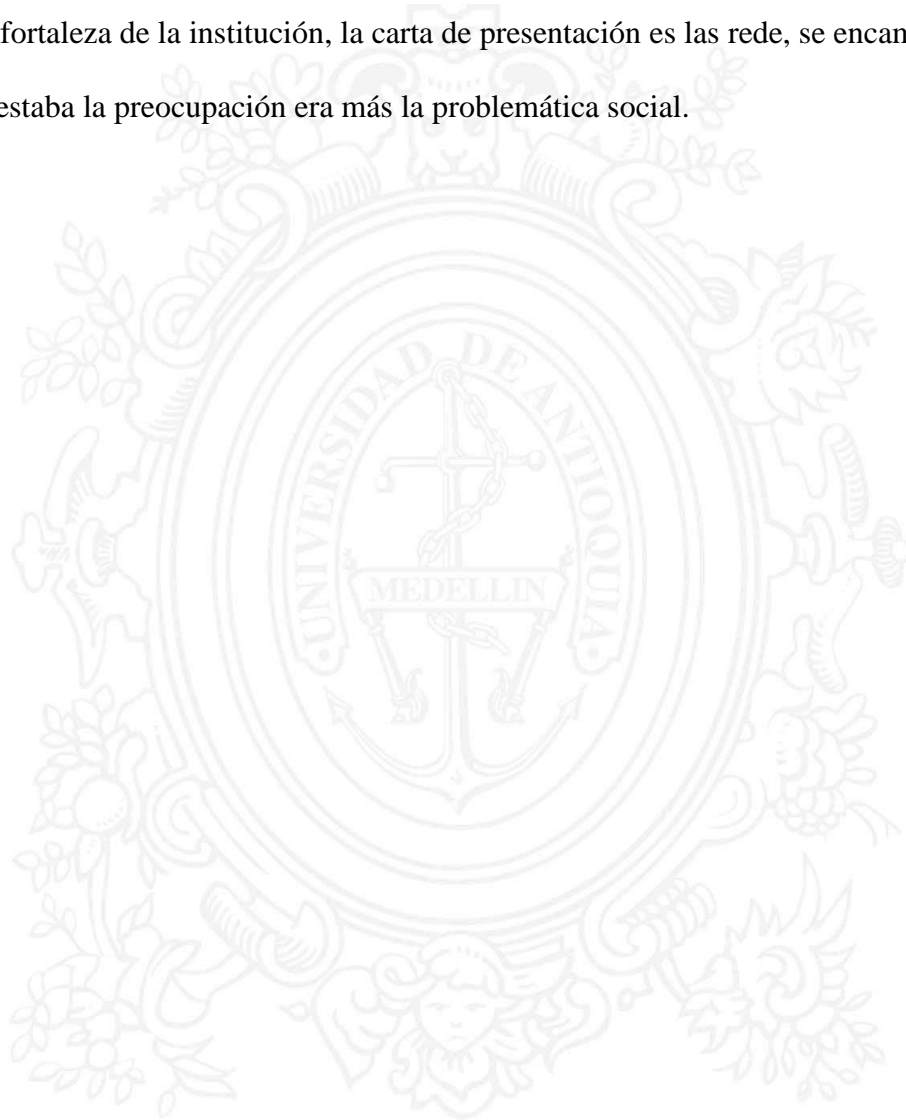 fortaleza de la institución, la carta de presentación es las rede, se encam
estaba la preocupación era más la problemática social.
UNIVERSIDAD DE ANTIOQUIA
MEDELLIN